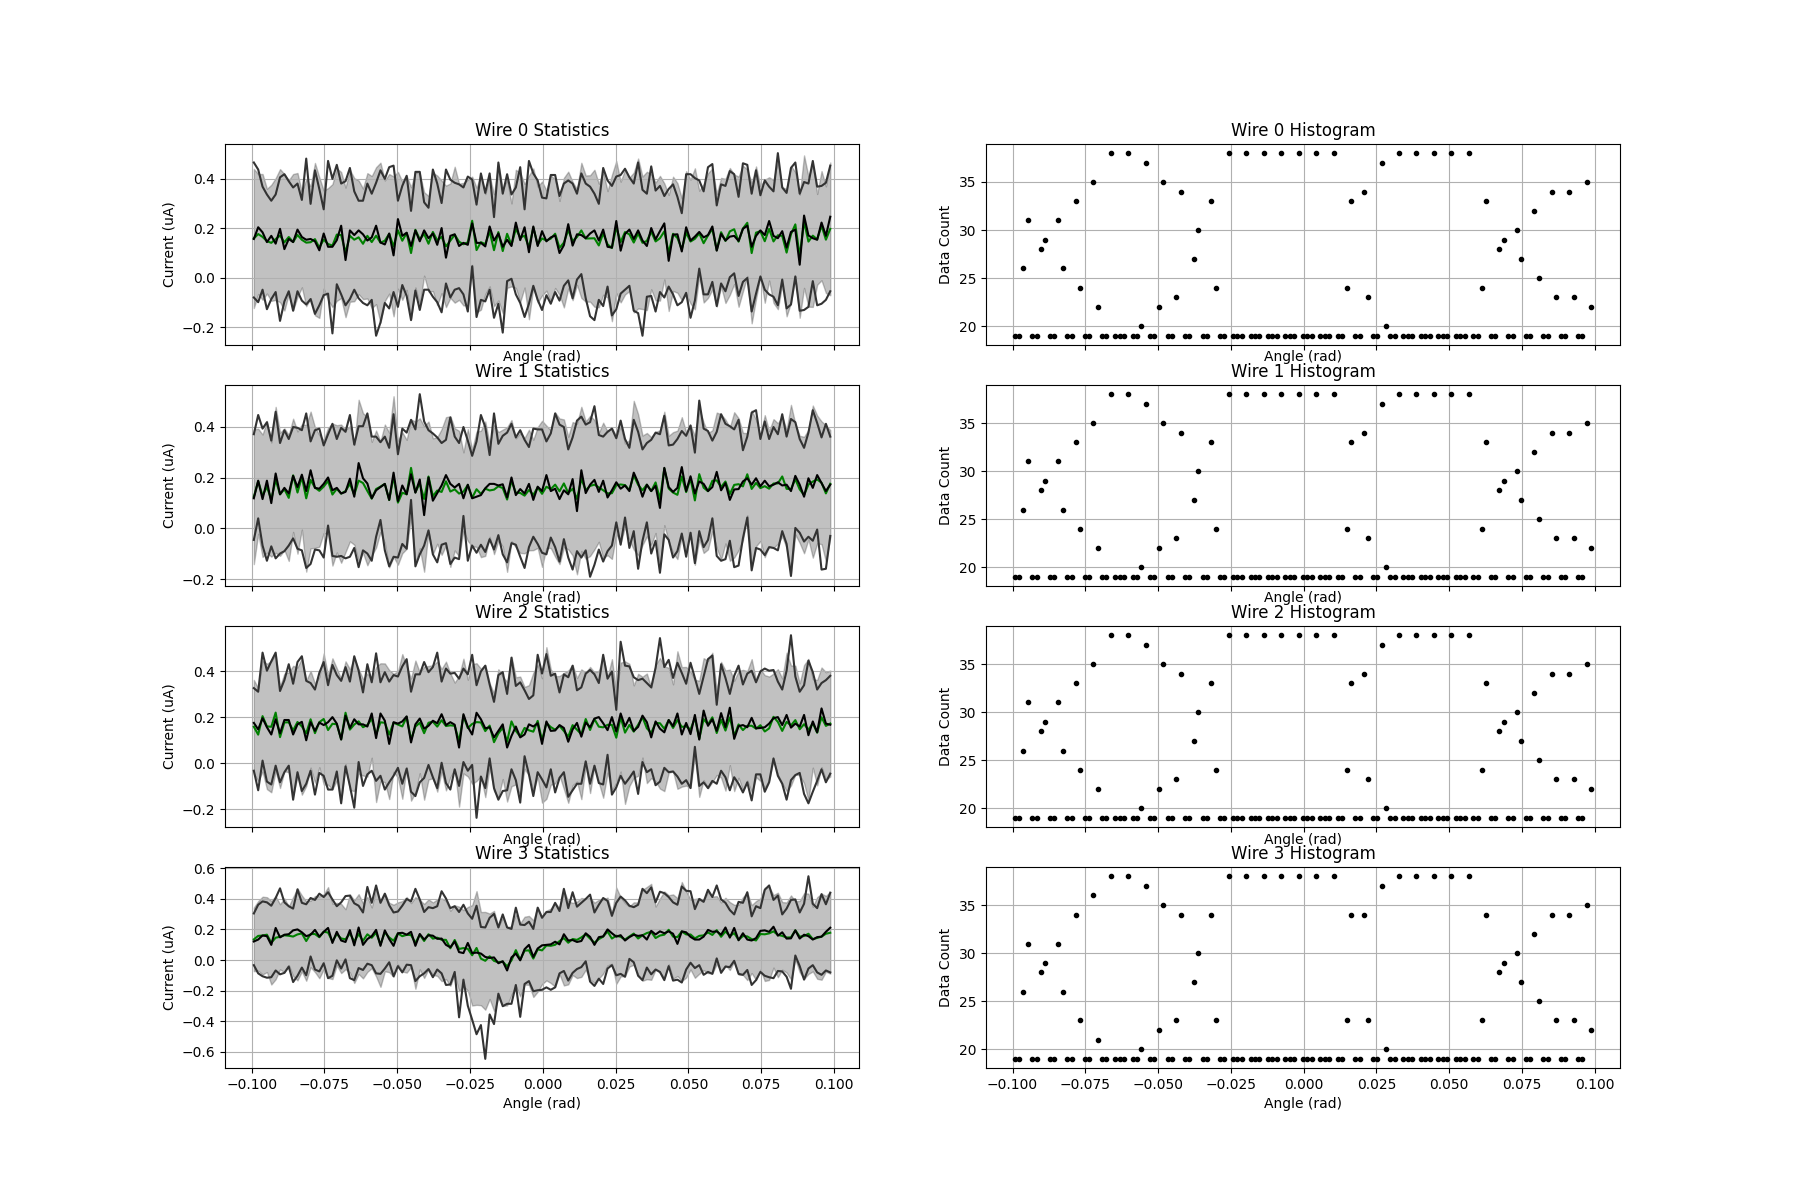 Wire 0 Statistics
Current (uA)
0.4
0.2
0.0
−0.2
Angle (rad)
Wire 0 Histogram
Data Count
35
30
25
20
Angle (rad)
Wire 1 Statistics
Current (uA)
0.4
0.2
0.0
−0.2
Angle (rad)
Wire 1 Histogram
Data Count
35
30
25
20
Angle (rad)
Wire 2 Statistics
Current (uA)
0.4
0.2
0.0
−0.2
Angle (rad)
Wire 2 Histogram
Data Count
35
30
25
20
Angle (rad)
Wire 3 Statistics
Current (uA)
0.6
0.4
0.2
0.0
−0.2
−0.4
−0.6
−0.100 −0.075 −0.050 −0.025 0.000 0.025 0.050 0.075 0.100
Angle (rad)
Wire 3 Histogram
Data Count
35
30
25
20
−0.100 −0.075 −0.050 −0.025 0.000 0.025 0.050 0.075 0.100
Angle (rad)